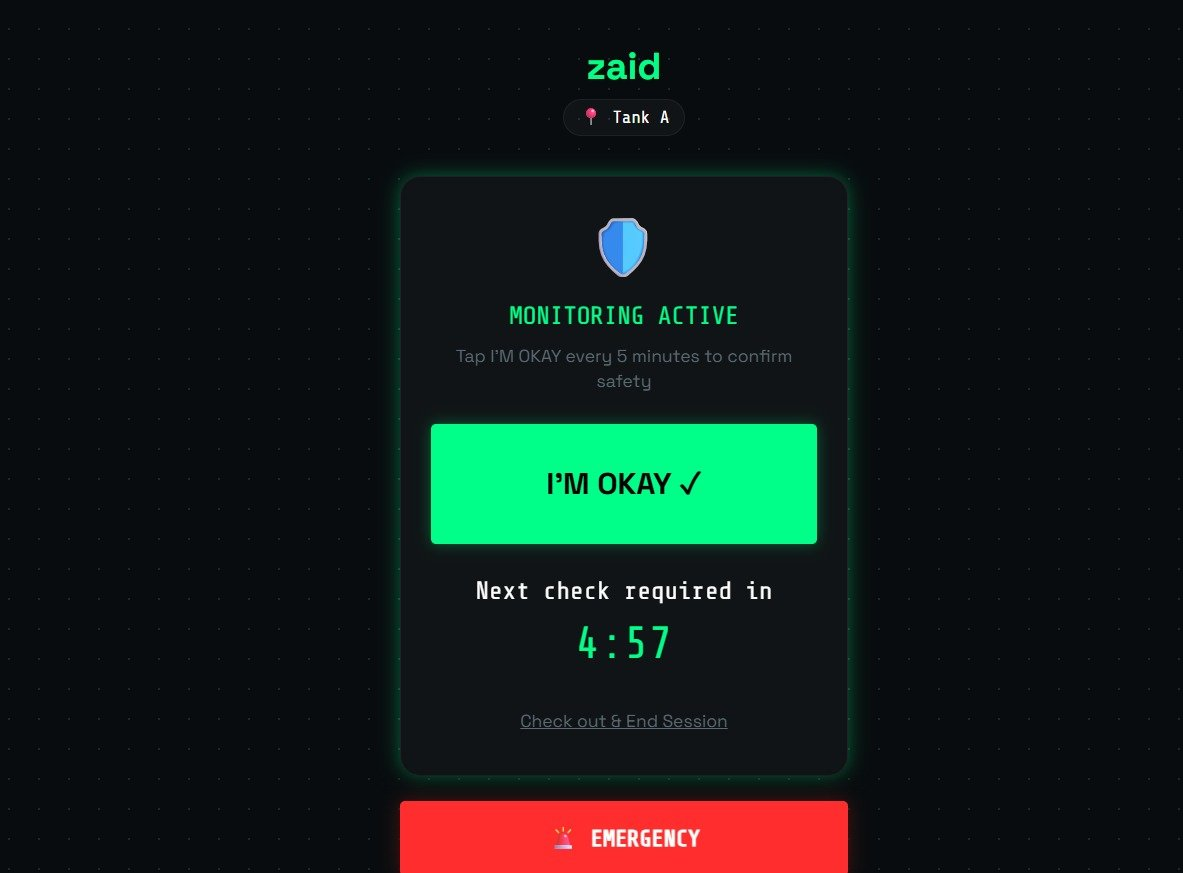 zaid
Tank A
MONITORING ACTIVE
Tap I'M OKAY every 5 minutes to confirm
safety
I'M OKAY ✓
Next check required in
4:57
Check out & End Session
EMERGENCY